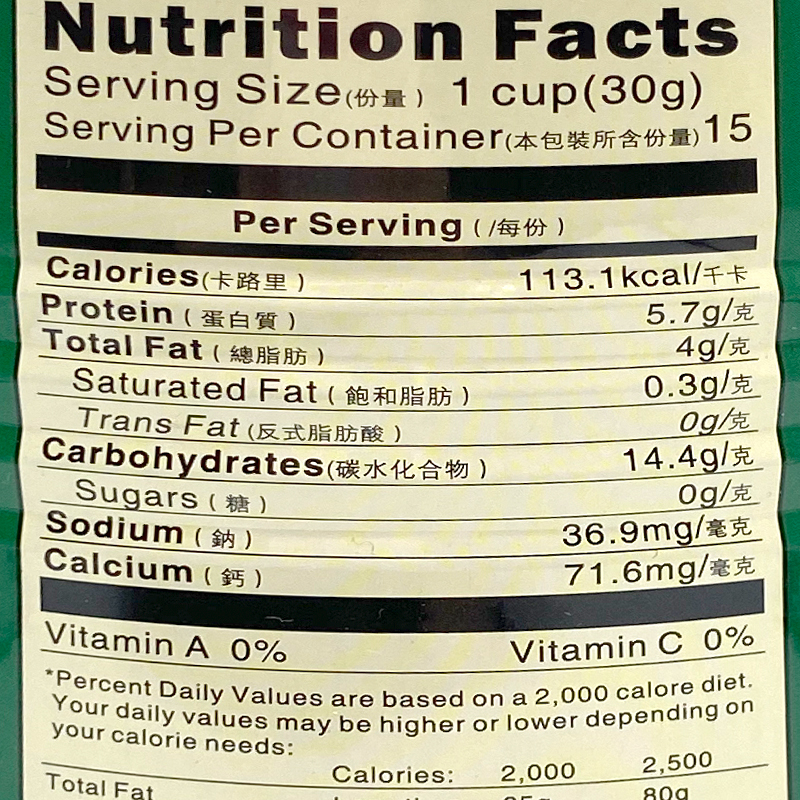 Nutrition Facts
Serving Size(份量) 1 cup(30g)
Serving Per Container(本包裝所含份量)15
Per Serving (/每份)
Calories(卡路里) 113.1kcal/千卡
Protein (蛋白質) 5.7g/克
Total Fat (總脂肪) 4g/克
Saturated Fat (飽和脂肪) 0.3g/克
Trans Fat (反式脂肪酸) 0g/克
Carbohydrates(碳水化合物) 14.4g/克
Sugars (糖) 0g/克
Sodium (鈉) 36.9mg/毫克
Calcium (鈣) 71.6mg/毫克
Vitamin A 0% Vitamin C 0%
*Percent Daily Values are based on a 2,000 calore diet.
Your daily values may be higher or lower depending on
your calorie needs:
Calories: 2,000 2,500
Total Fat 80g